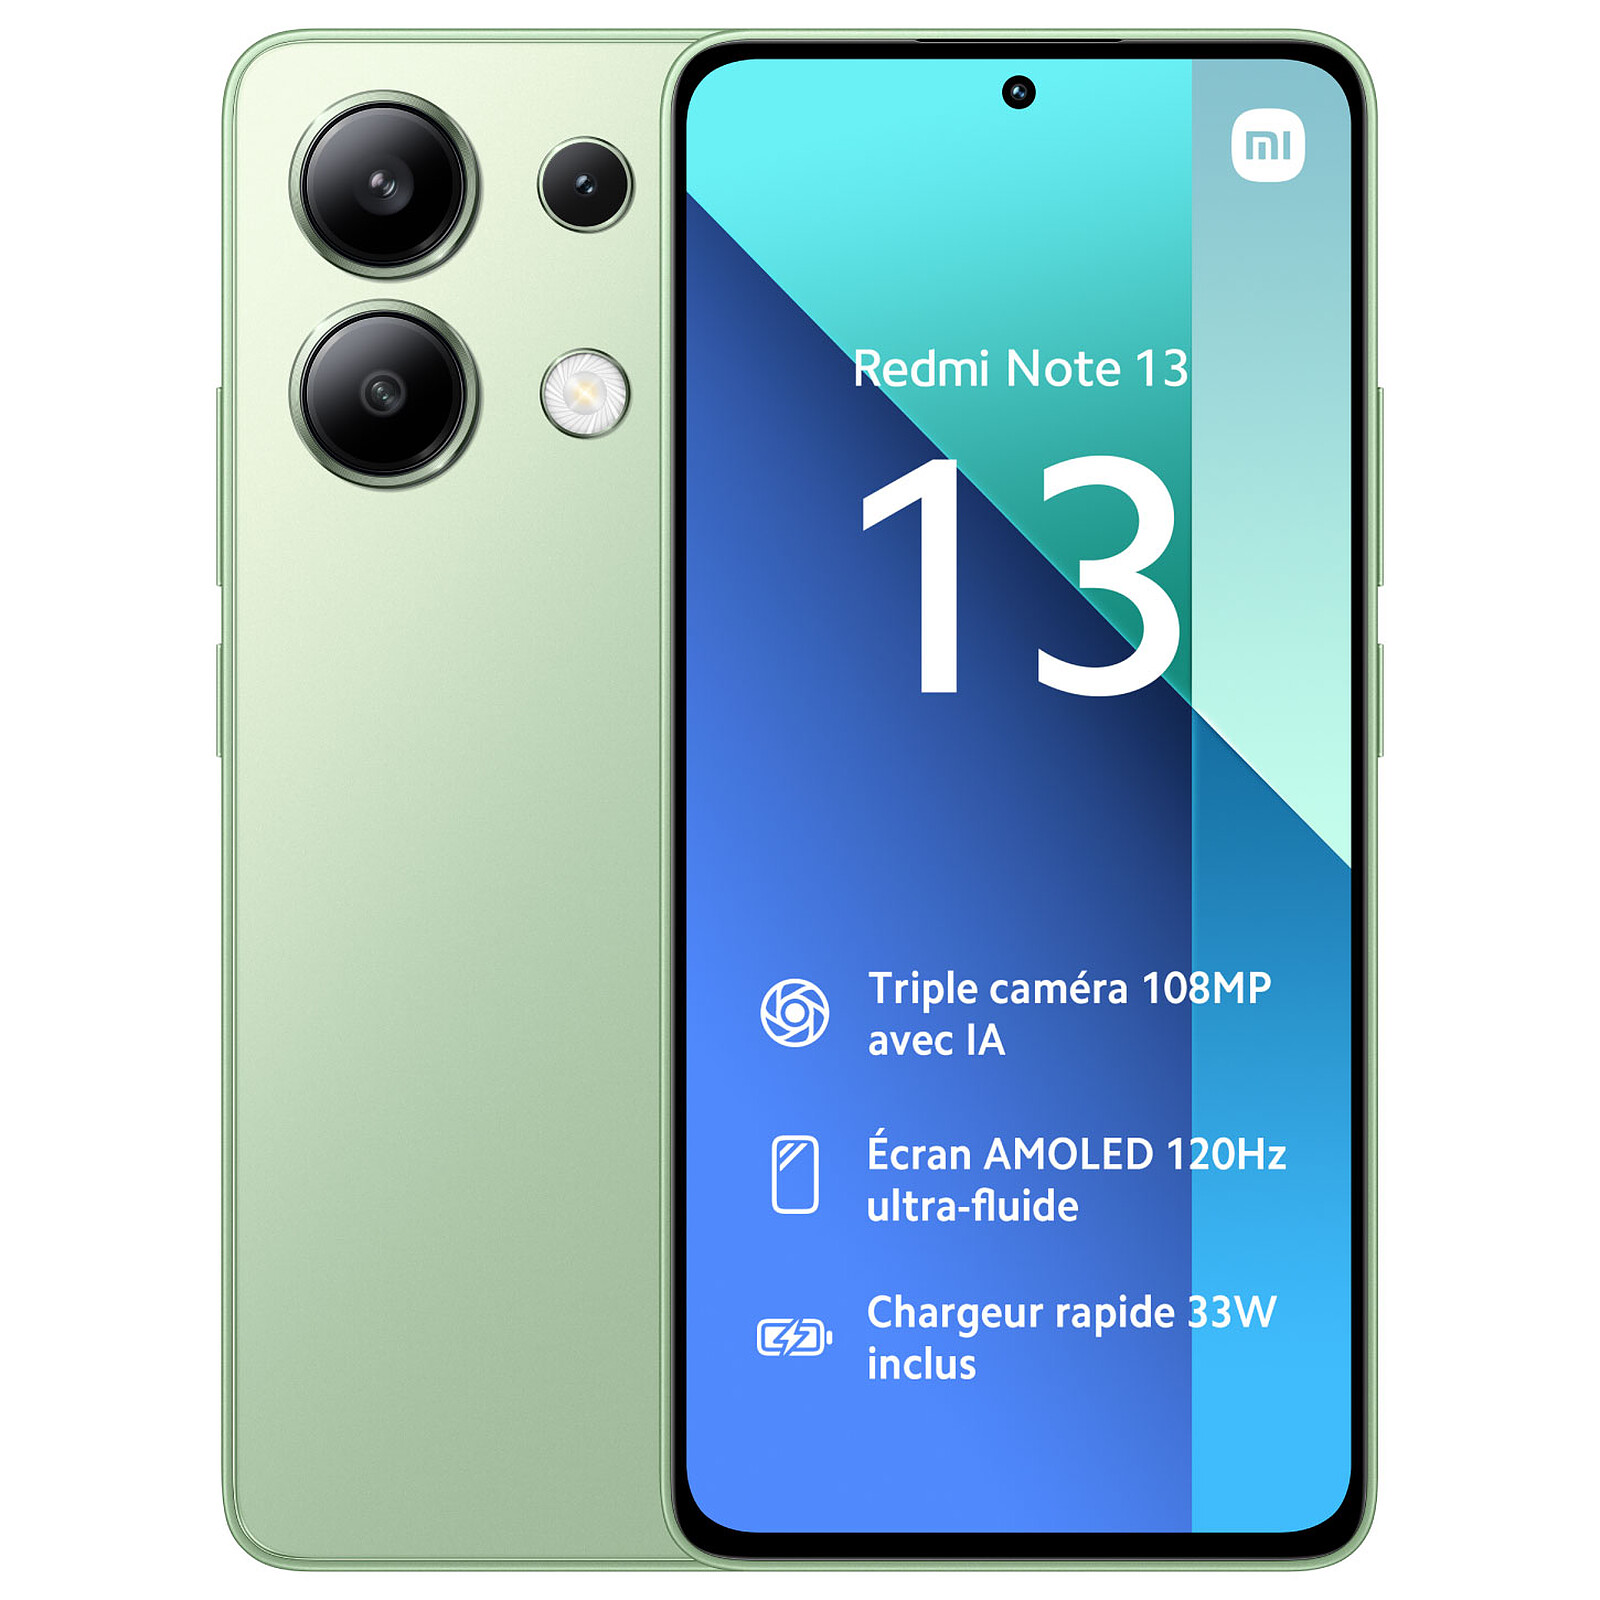 mi
Redmi Note 13
13
Triple caméra 108MP
avec IA
Écran AMOLED 120Hz
ultra-fluide
Chargeur rapide 33W
inclus